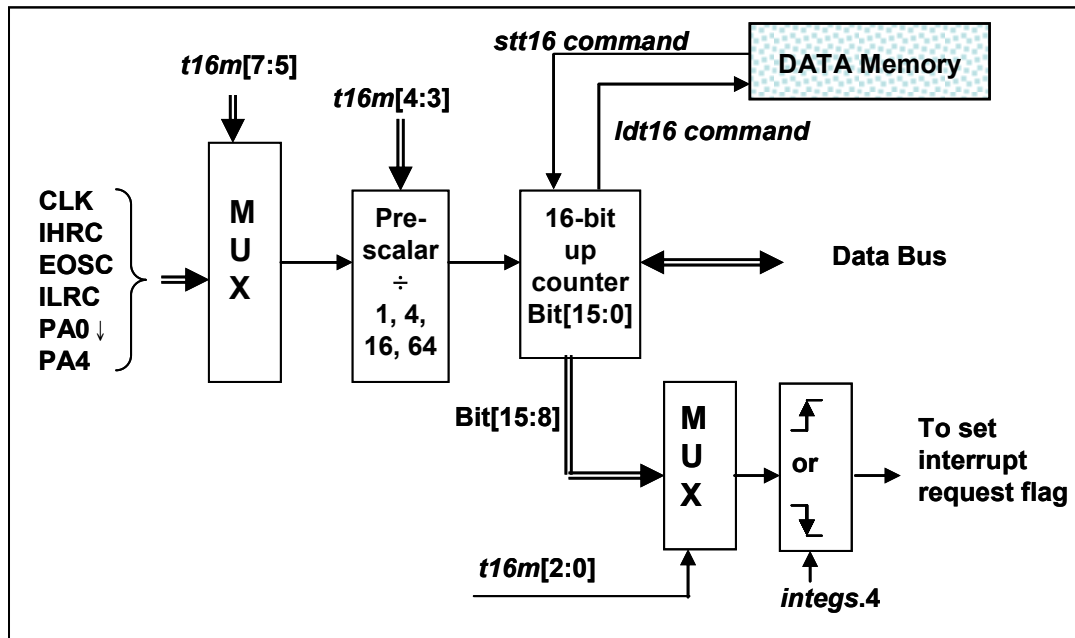 stt16 command
DATA Memory
t16m[7:5]
t16m[4:3]
ldt16 command
CLK
IHRC
EOSC
ILRC
PA0↓
PA4
M
U
X
Pre-
scalar
÷
1, 4,
16, 64
16-bit
up
counter
Bit[15:0]
Data Bus
Bit[15:8]
M
U
X
or
To set
interrupt
request flag
t16m[2:0]
integs.4